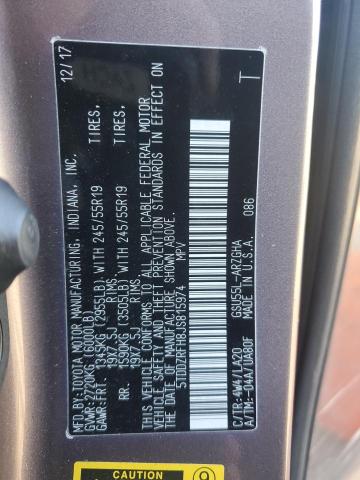 MFD.BY:TOYOTA MOTOR MANUFACTURING, INDIANA, INC. 12/17
GVWR:2720KG(6000LB)
GAWR:FRT. 1345KG(2955LB) WITH 245/55R19 TIRES,
19X7.5J RIMS
RR. 1590KG(3505LB) WITH 245/55R19 TIRES,
19X7.5J RIMS
THIS VEHICLE CONFORMS TO ALL APPLICABLE FEDERAL MOTOR
VEHICLE SAFETY, BUMPER, AND THEFT PREVENTION STANDARDS IN
EFFECT ON THE DATE OF MANUFACTURE SHOWN ABOVE.
5TDDZRFH8JS815974 MPV
T
086
C/TR:4W4/LA20 GSU55L-ARZGHA
A/TM:-04A/UA80F MADE IN U.S.A.
CAUTION